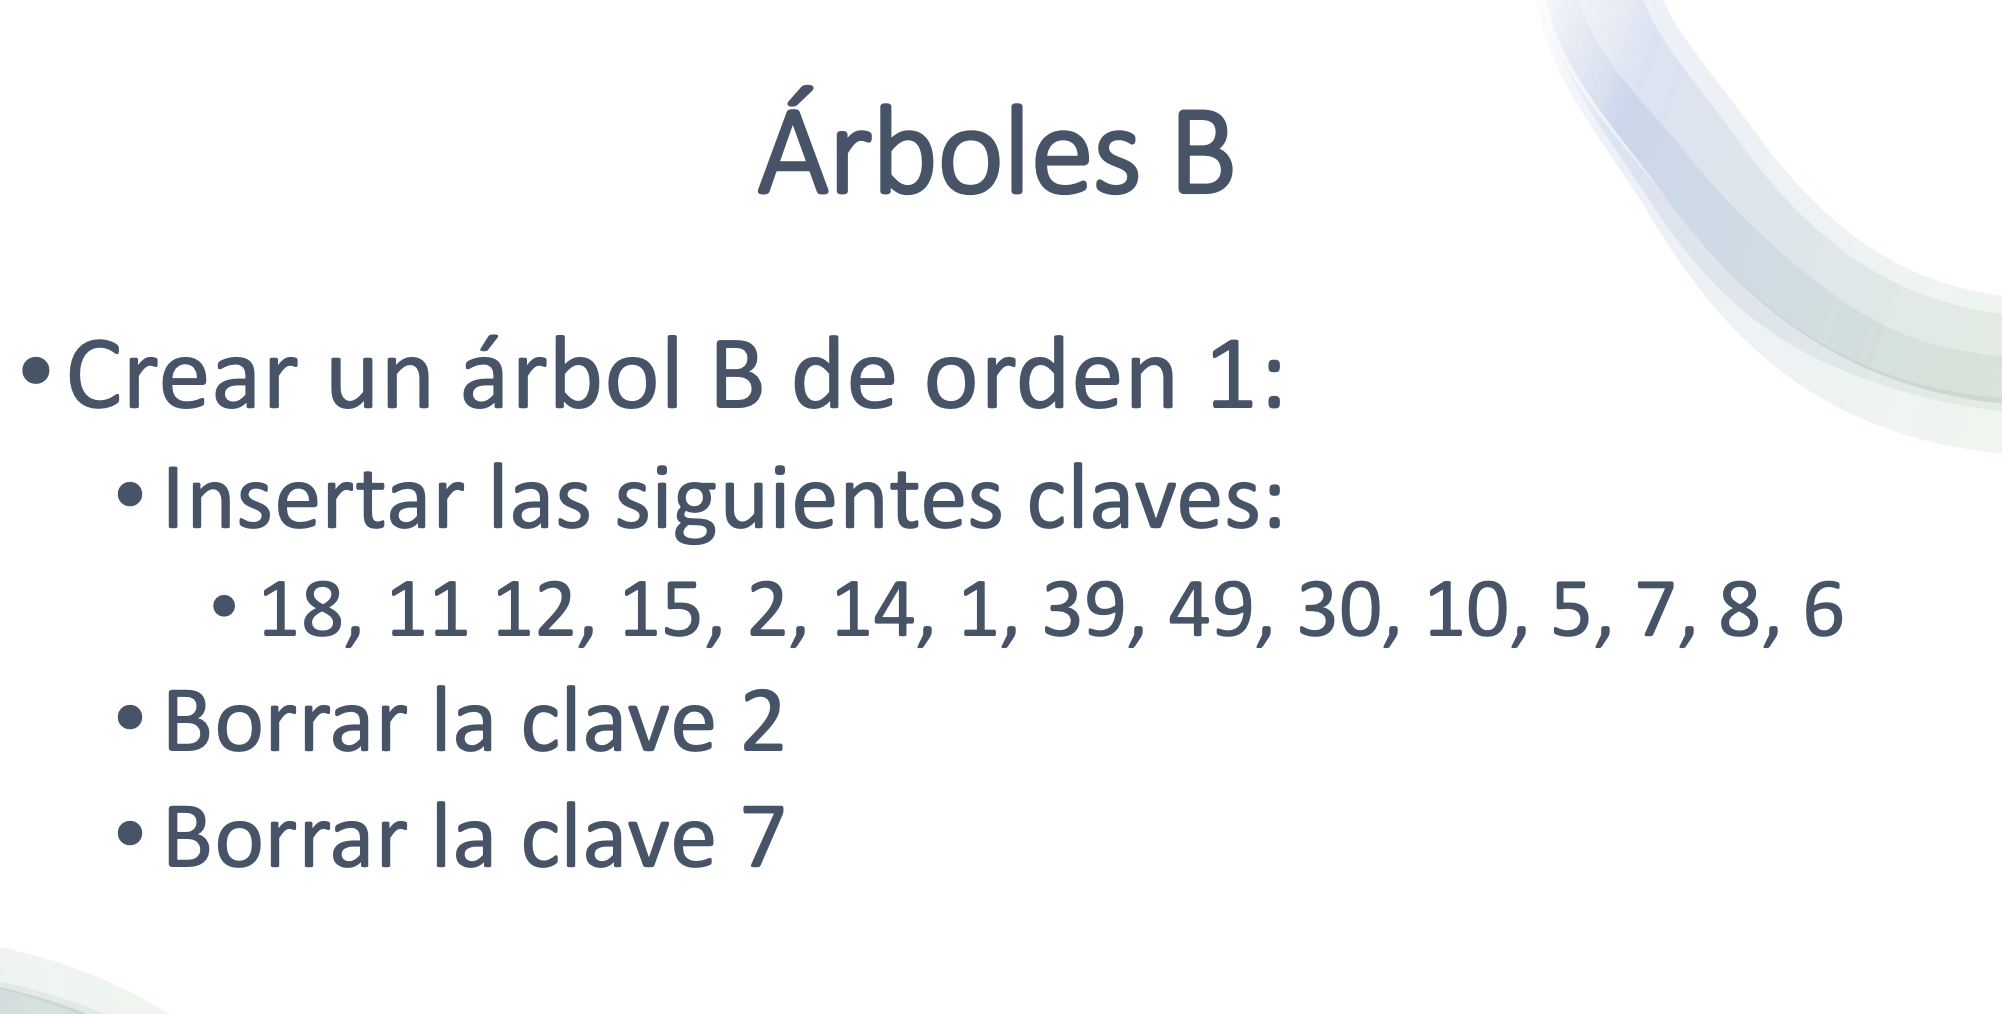 Árboles B
• Crear un árbol B de orden 1:
• Insertar las siguientes claves:
• 18, 11 12, 15, 2, 14, 1, 39, 49, 30, 10, 5, 7, 8, 6
• Borrar la clave 2
• Borrar la clave 7